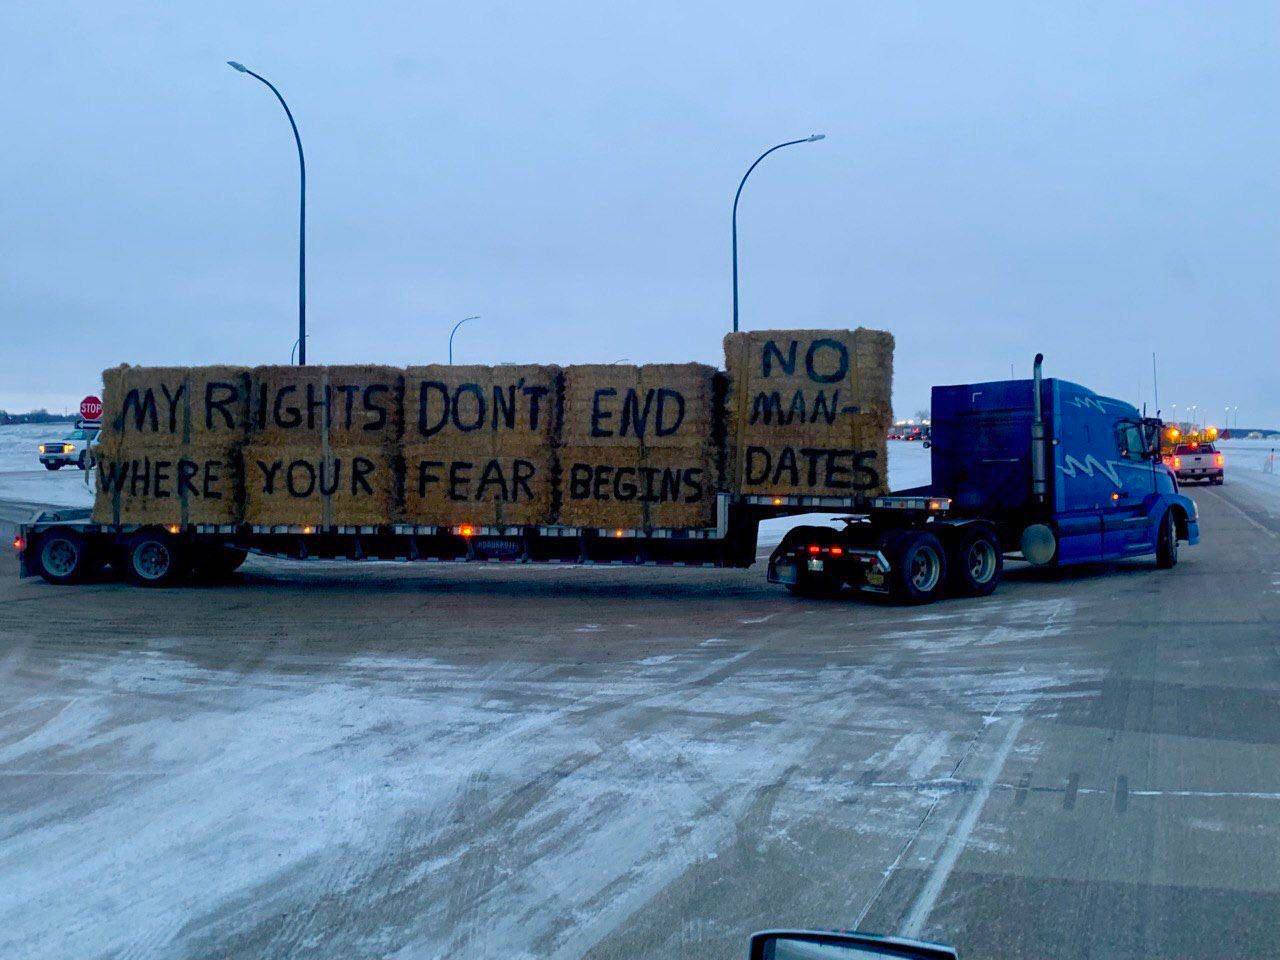 STOP
MY RIGHTS DON'T END
WHERE YOUR FEAR BEGINS
NO
MAN-
DATES